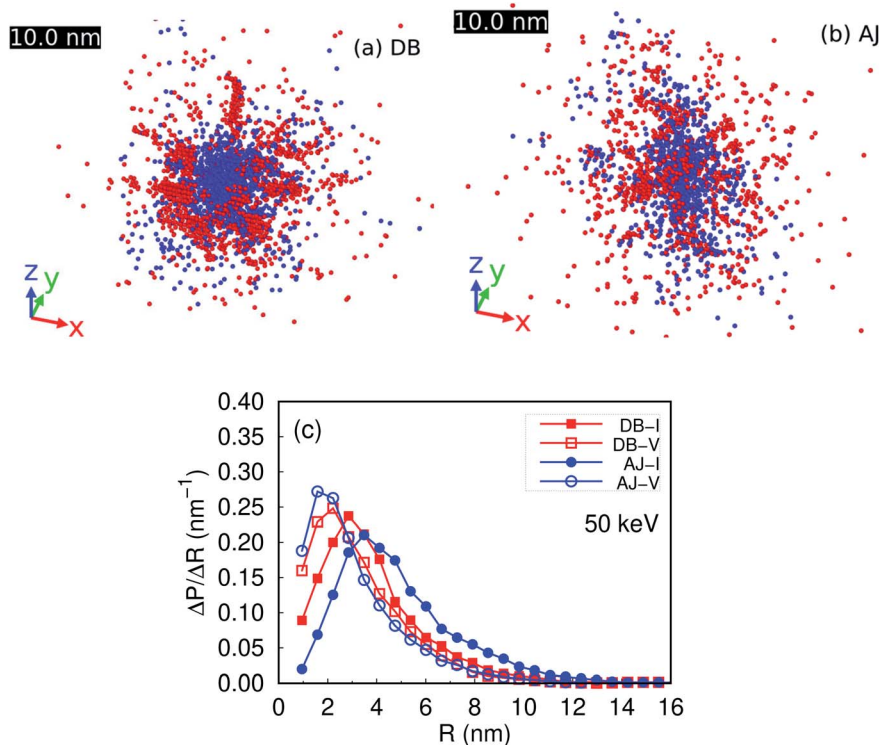 10.0 nm
(a) DB
z
y
x
10.0 nm
(b) AJ
z
y
x
(c)
DB-I
DB-V
AJ-I
AJ-V
50 keV
ΔP/ΔR (nm⁻¹)
0.40
0.35
0.30
0.25
0.20
0.15
0.10
0.05
0.00
0 2 4 6 8 10 12 14 16
R (nm)